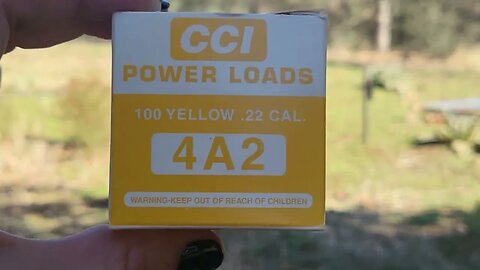 CCI
POWER LOADS
100 YELLOW .22 CAL.
4A2
WARNING-KEEP OUT OF REACH OF CHILDREN